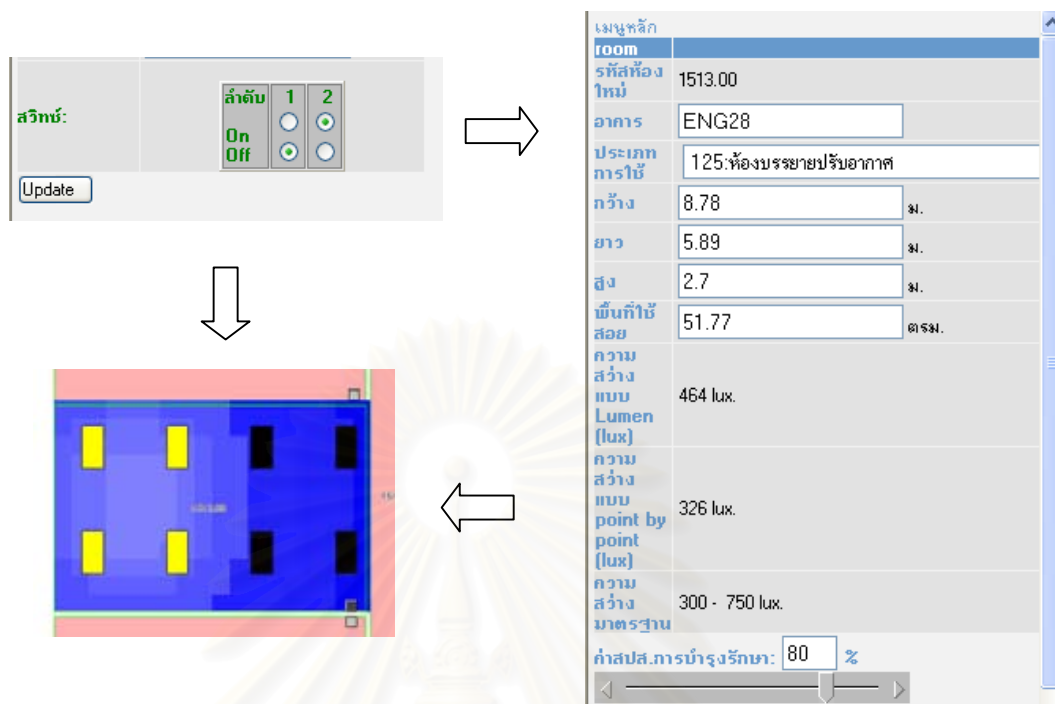 สวิทซ์:
ลำดับ 1 2
On
Off
Update
เมนูหลัก
room
รหัสห้อง
ใหม่
1513.00
อาคาร
ENG28
ประเภท
การใช้
125:ห้องบรรยายปรับอากาศ
กว้าง
8.78
ม.
ยาว
5.89
ม.
สูง
2.7
ม.
พื้นที่ใช้
สอย
51.77
ตรม.
ความ
สว่าง
แบบ
Lumen
(lux)
464 lux.
ความ
สว่าง
แบบ
point by
point
(lux)
326 lux.
ความ
สว่าง
มาตรฐาน
300 - 750 lux.
ค่าสปส.การบำรุงรักษา: 80 %